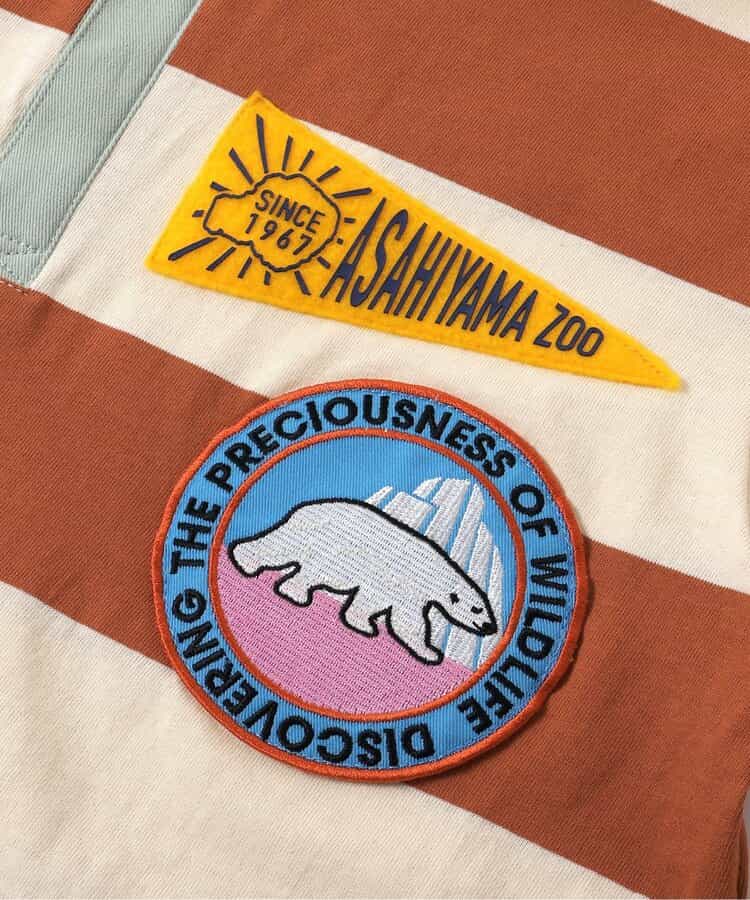 SINCE
1967
ASAHIYAMA ZOO
DISCOVERING THE PRECIOUSNESS OF WILDLIFE